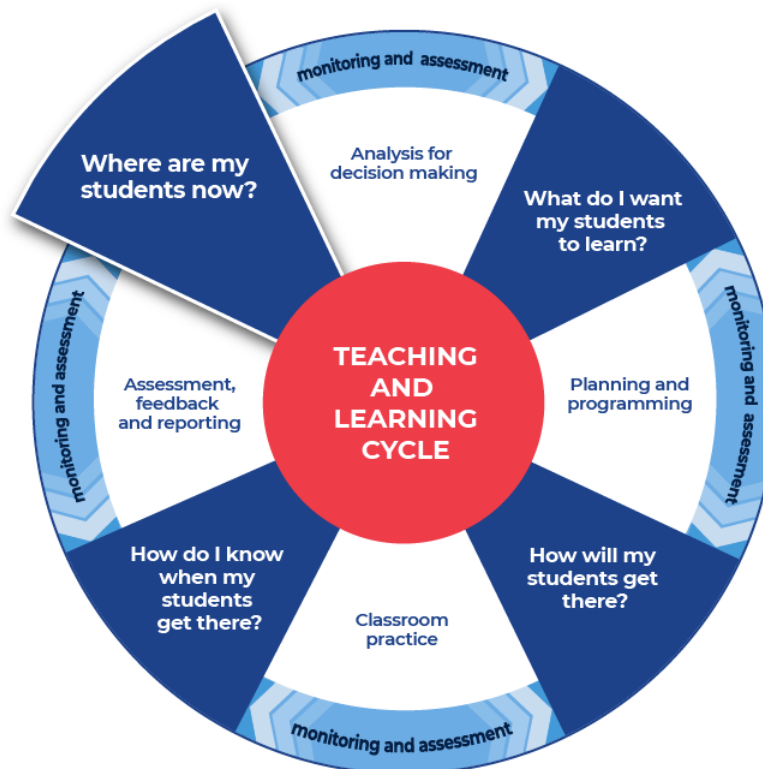 monitoring and assessment
Where are my
students now?
Analysis for
decision making
What do I want
my students
to learn?
monitoring and assessment
Planning and
programming
How will my
students get
there?
Classroom
practice
monitoring and assessment
How do I know
when my
students
get there?
Assessment,
feedback
and reporting
monitoring and assessment
TEACHING
AND
LEARNING
CYCLE